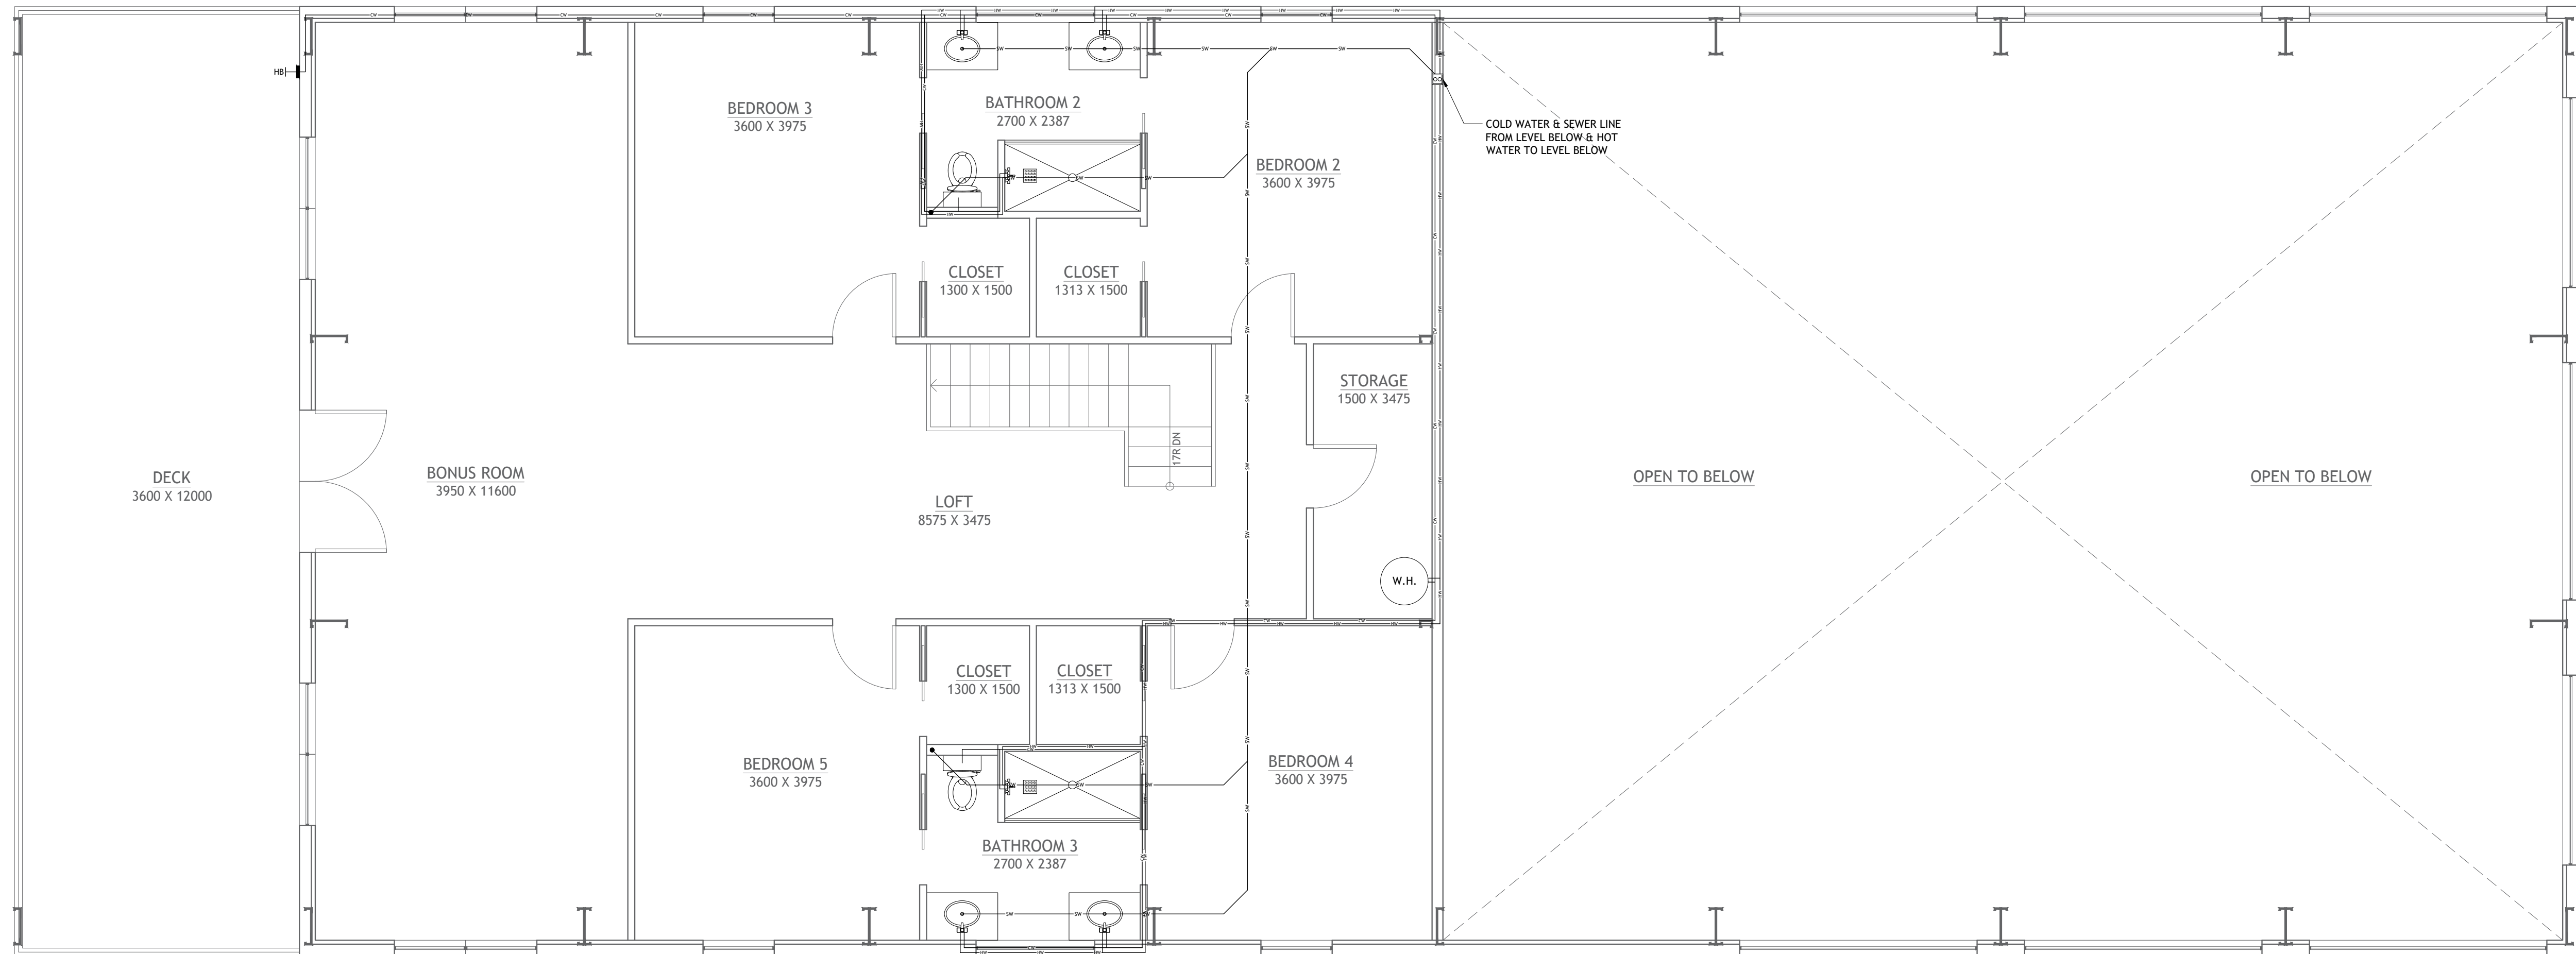 HB
BEDROOM 3
3600 X 3975
BATHROOM 2
2700 X 2387
BEDROOM 2
3600 X 3975
COLD WATER & SEWER LINE
FROM LEVEL BELOW & HOT
WATER TO LEVEL BELOW
CLOSET
1300 X 1500
CLOSET
1313 X 1500
STORAGE
1500 X 3475
17R DN
DECK
3600 X 12000
BONUS ROOM
3950 X 11600
LOFT
8575 X 3475
OPEN TO BELOW
OPEN TO BELOW
W.H.
CLOSET
1300 X 1500
CLOSET
1313 X 1500
BEDROOM 5
3600 X 3975
BEDROOM 4
3600 X 3975
BATHROOM 3
2700 X 2387
CW
HW
SW